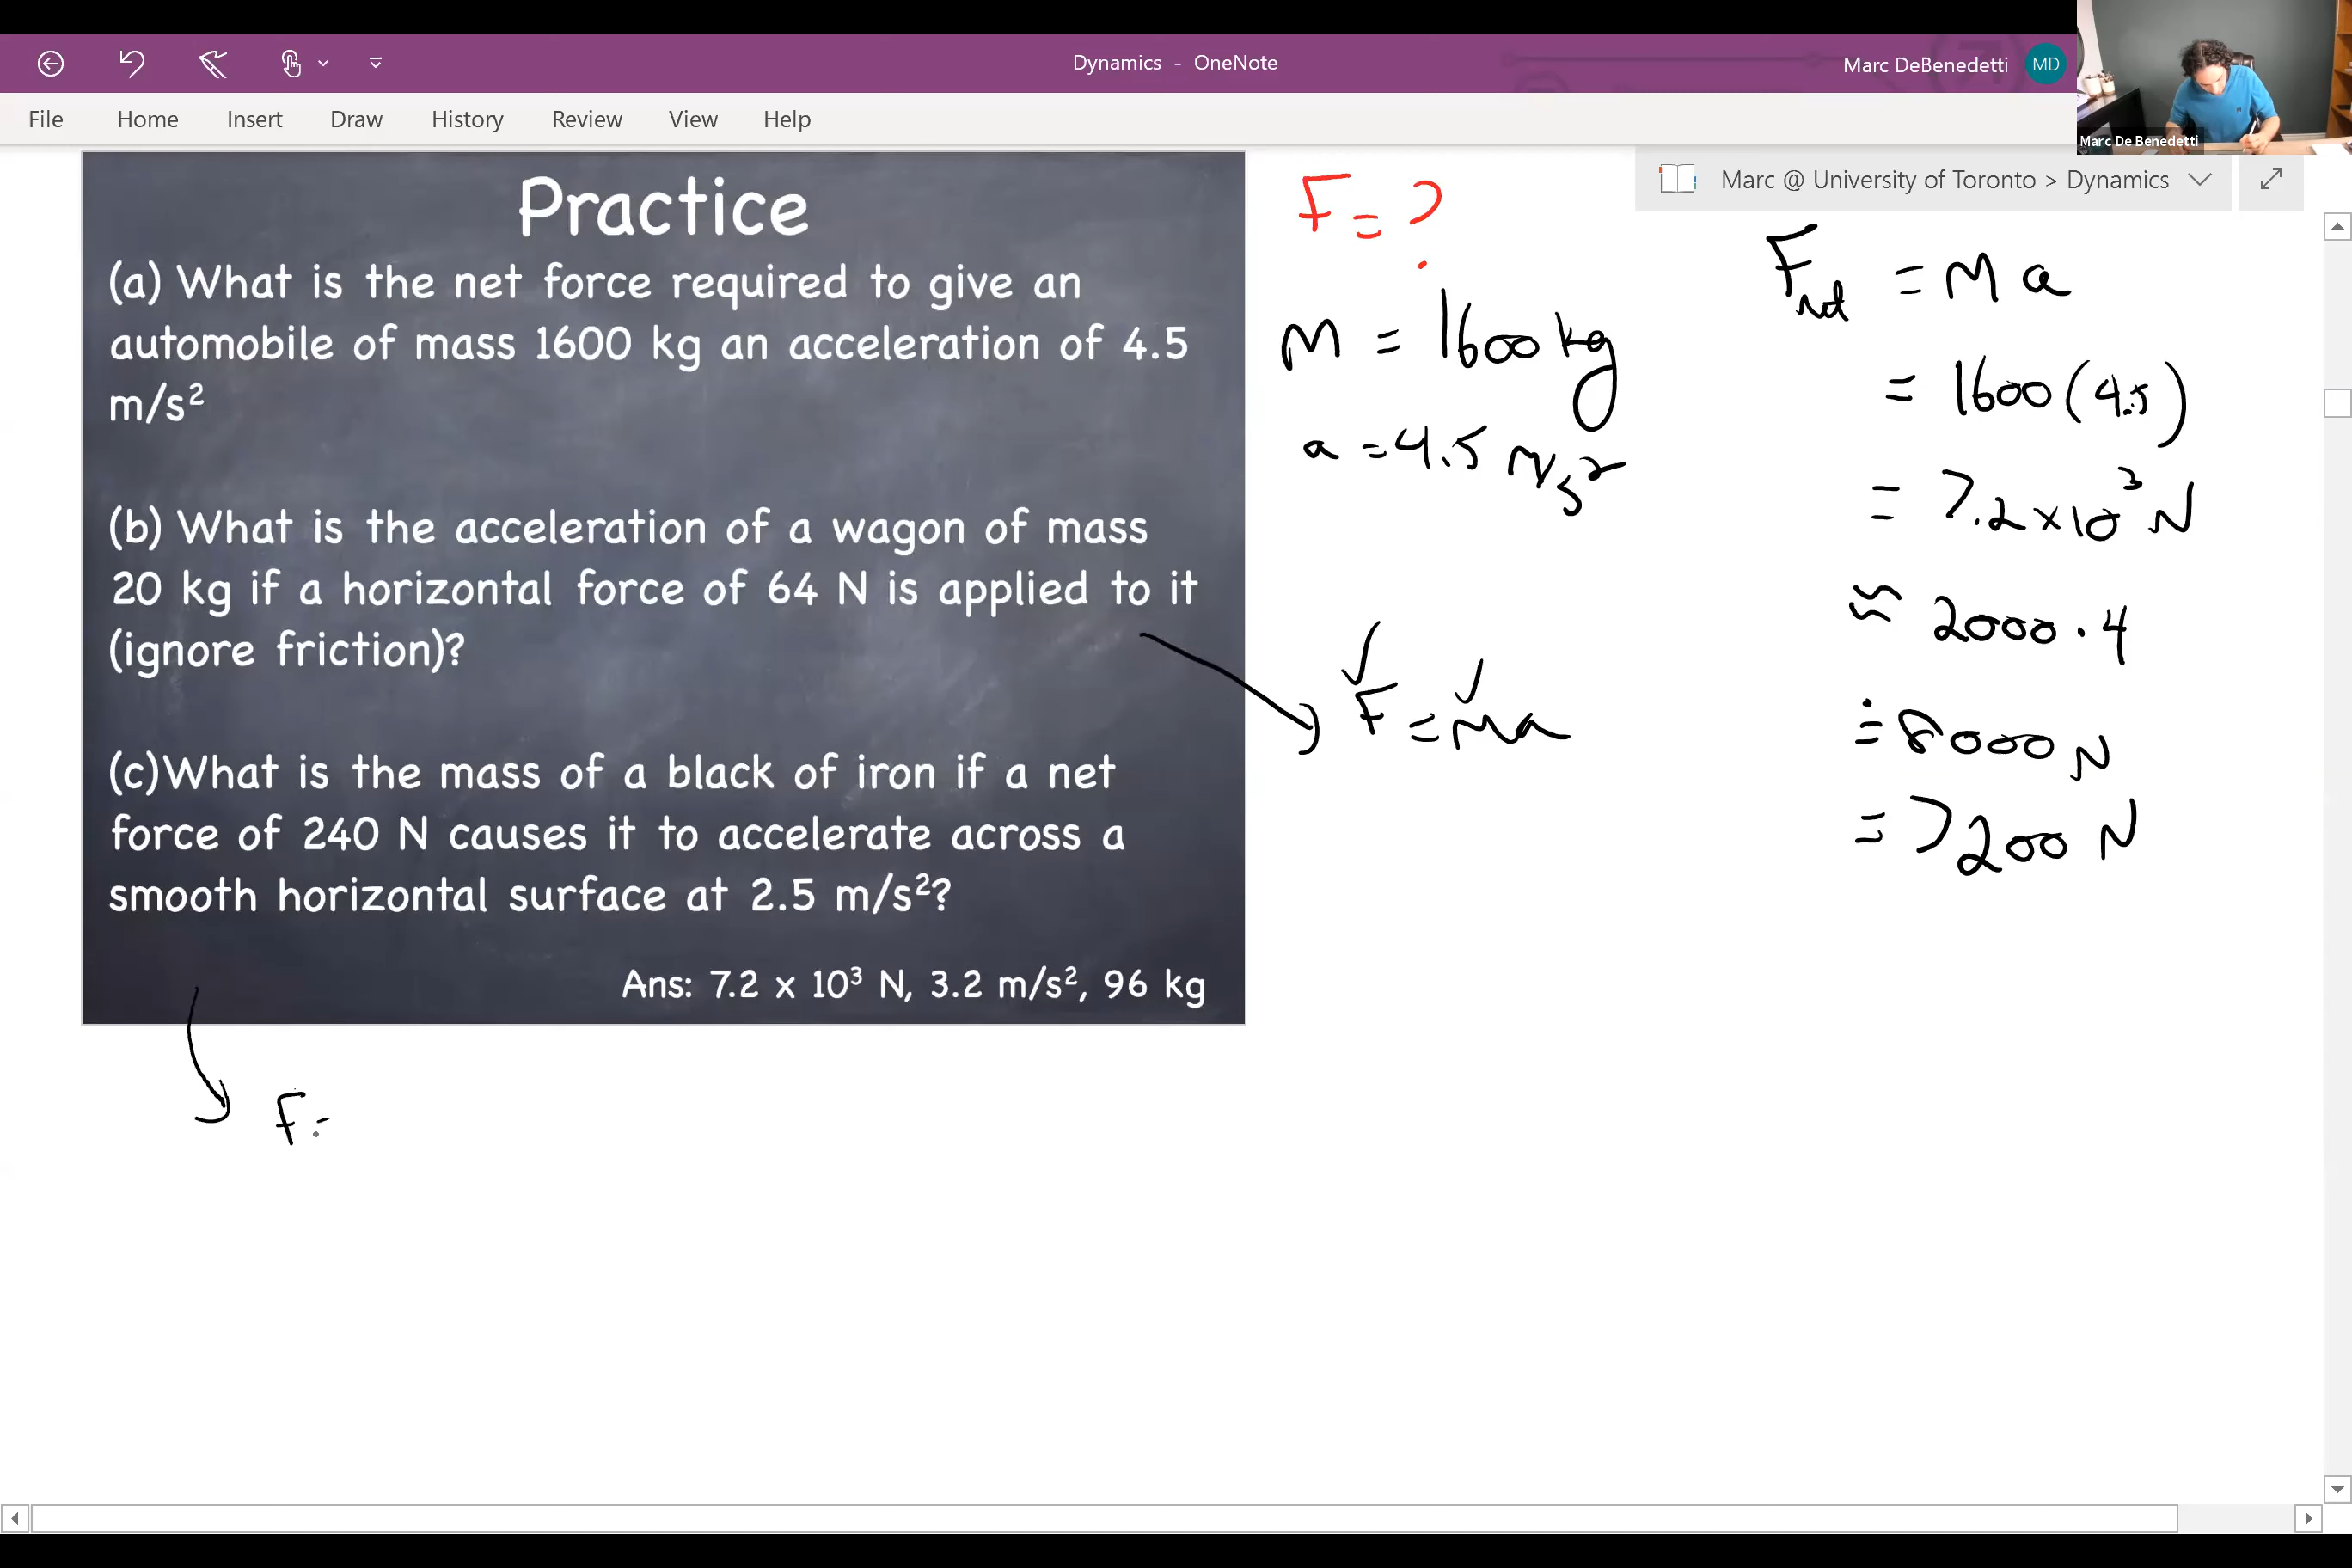 Dynamics - OneNote
Marc DeBenedetti MD
Marc De Benedetti
File Home Insert Draw History Review View Help
Marc @ University of Toronto > Dynamics
Practice
(a) What is the net force required to give an
automobile of mass 1600 kg an acceleration of 4.5
m/s²
(b) What is the acceleration of a wagon of mass
20 kg if a horizontal force of 64 N is applied to it
(ignore friction)?
(c)What is the mass of a black of iron if a net
force of 240 N causes it to accelerate across a
smooth horizontal surface at 2.5 m/s²?
Ans: 7.2 x 10³ N, 3.2 m/s², 96 kg
F = ?
m = 1600 kg
a = 4.5 m/s²
F = ma
Fnet = ma
= 1600(4.5)
= 7.2 × 10³ N
≈ 2000 · 4
≐ 8000 N
= 7200 N
F =